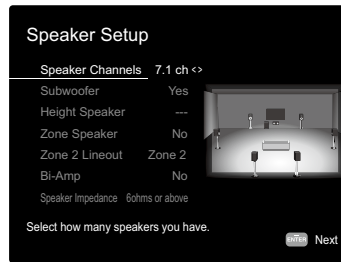 Speaker Setup
Speaker Channels 7.1 ch <>
Subwoofer Yes
Height Speaker ---
Zone Speaker No
Zone 2 Lineout Zone 2
Bi-Amp No
Speaker Impedance 6ohms or above
Select how many speakers you have.
ENTER Next